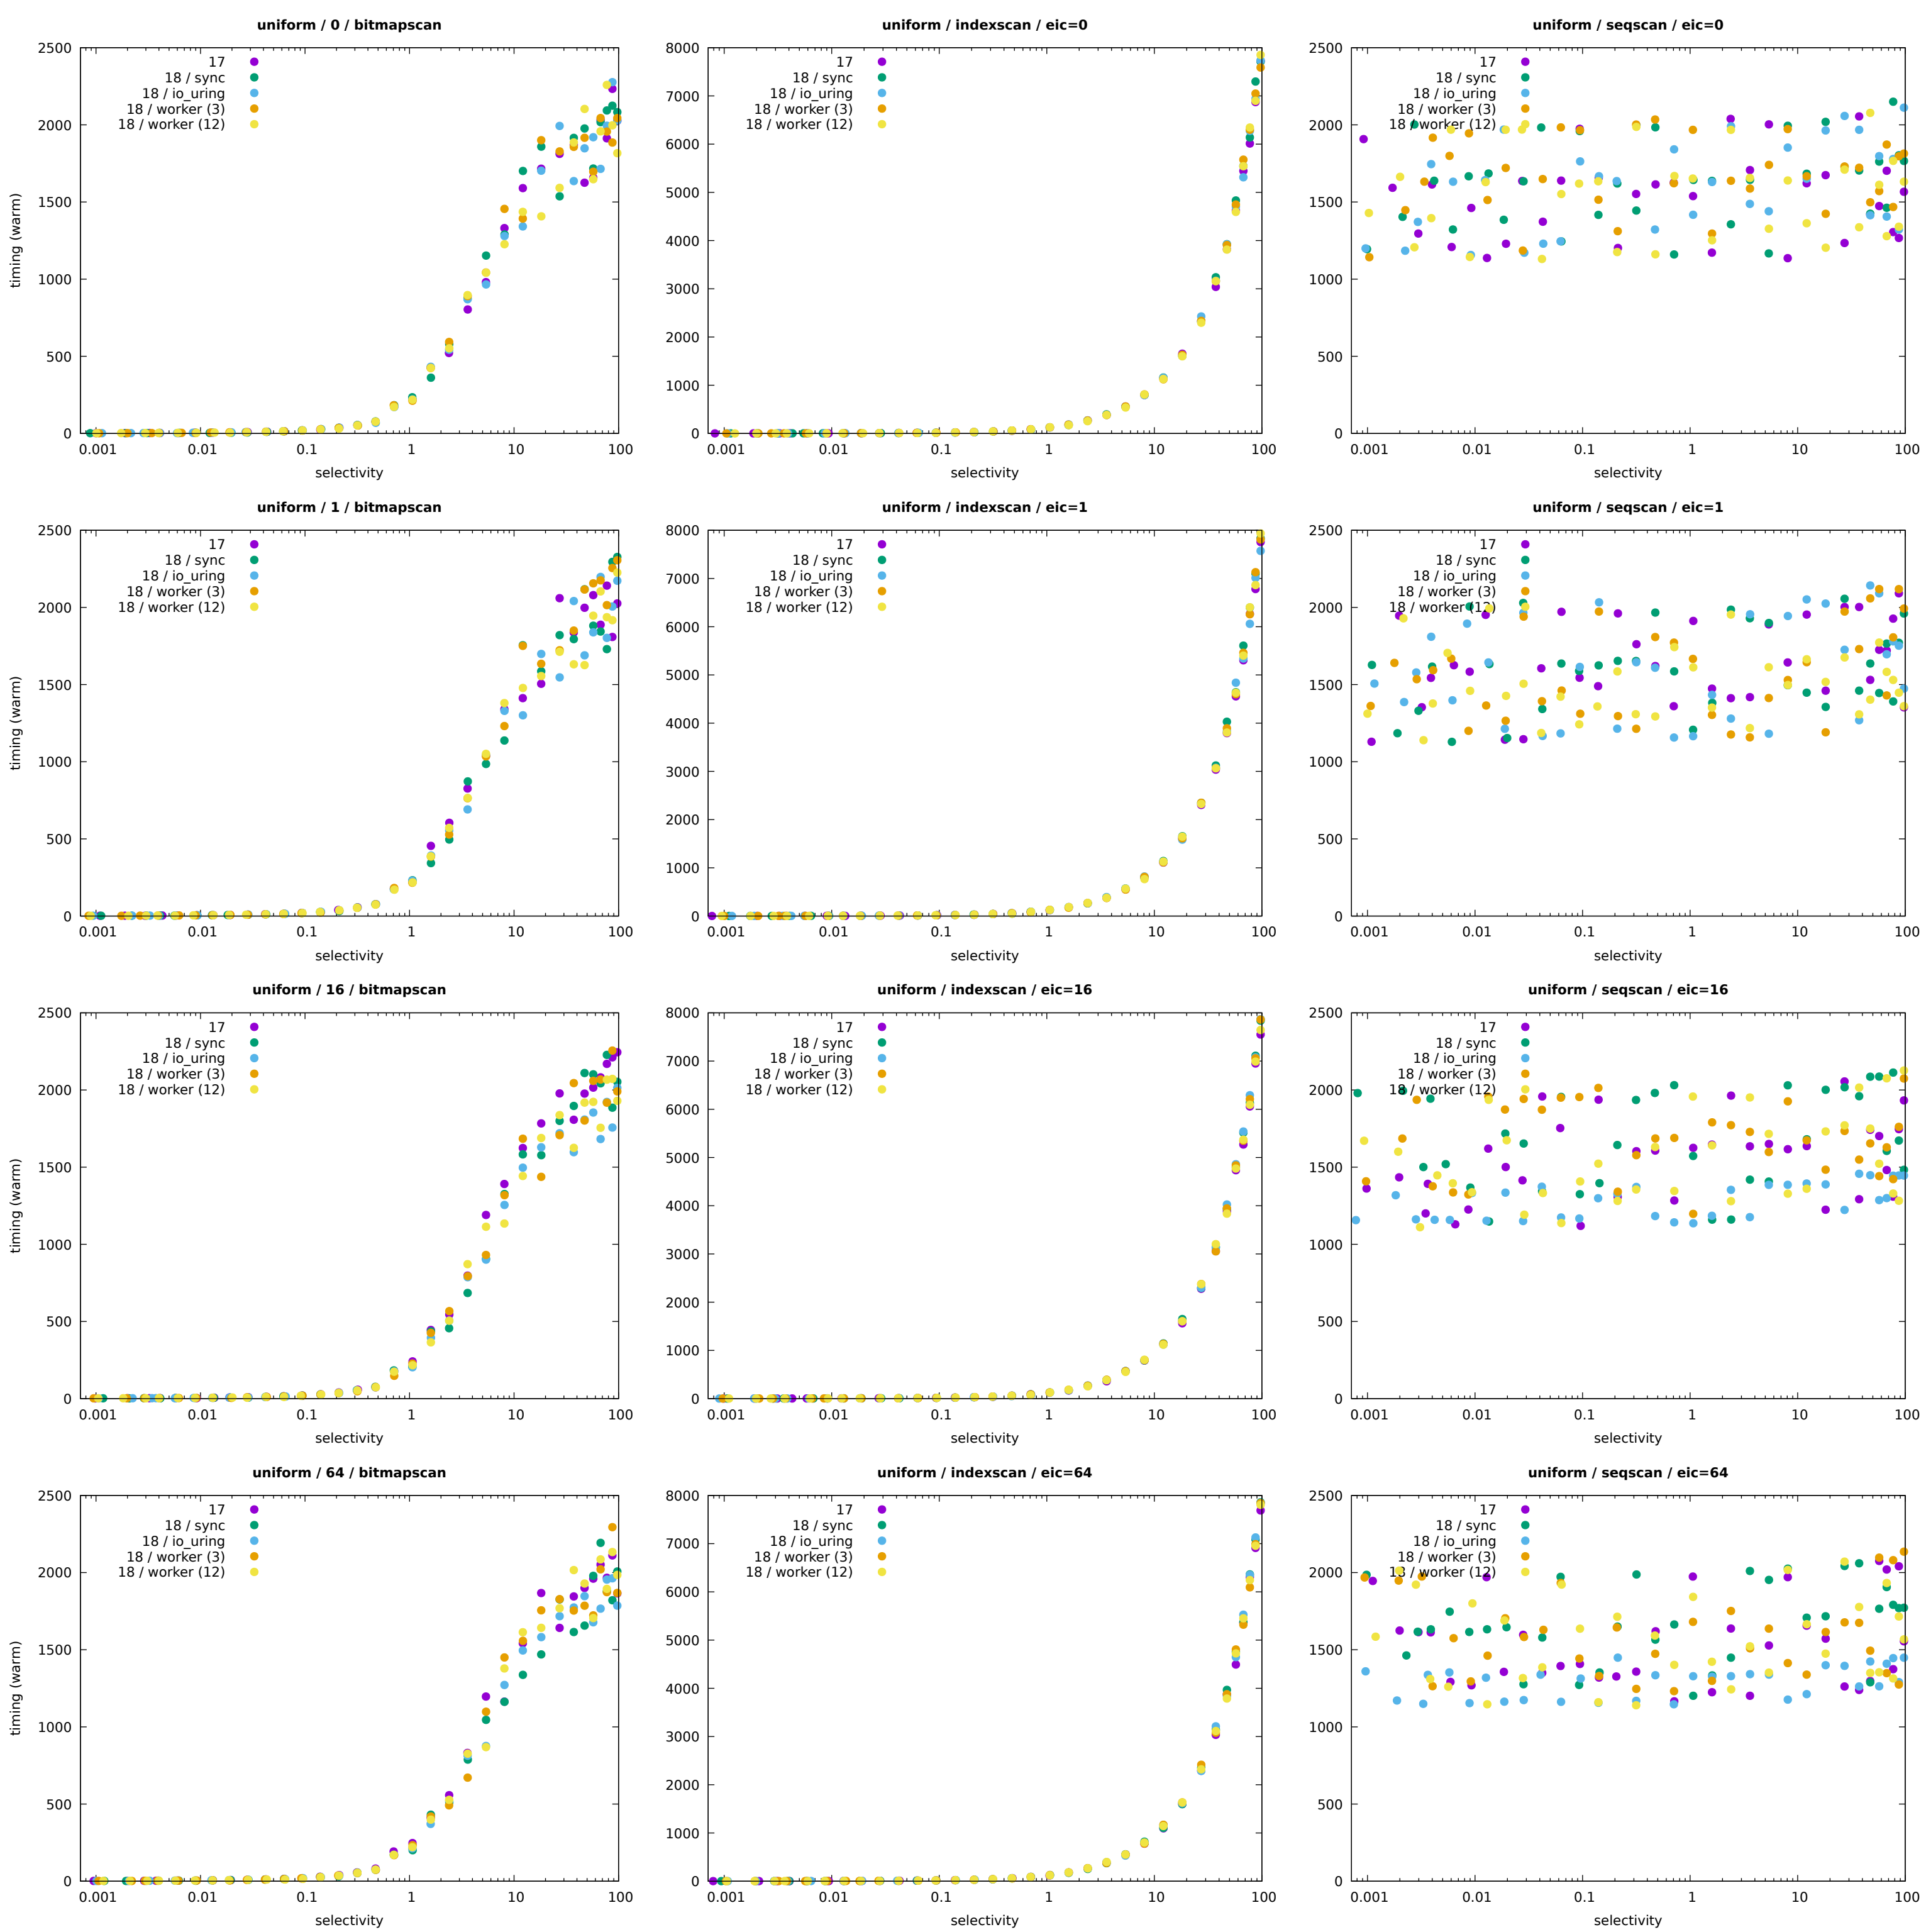 uniform / 0 / bitmapscan
2500
2000
1500
1000
500
0
0.001 0.01 0.1 1 10 100
timing (warm)
selectivity
17
18 / sync
18 / io_uring
18 / worker (3)
18 / worker (12)
uniform / indexscan / eic=0
8000
7000
6000
5000
4000
3000
2000
1000
0
0.001 0.01 0.1 1 10 100
selectivity
17
18 / sync
18 / io_uring
18 / worker (3)
18 / worker (12)
uniform / seqscan / eic=0
2500
2000
1500
1000
500
0
0.001 0.01 0.1 1 10 100
selectivity
17
18 / sync
18 / io_uring
18 / worker (3)
18 / worker (12)
uniform / 1 / bitmapscan
2500
2000
1500
1000
500
0
0.001 0.01 0.1 1 10 100
timing (warm)
selectivity
17
18 / sync
18 / io_uring
18 / worker (3)
18 / worker (12)
uniform / indexscan / eic=1
8000
7000
6000
5000
4000
3000
2000
1000
0
0.001 0.01 0.1 1 10 100
selectivity
17
18 / sync
18 / io_uring
18 / worker (3)
18 / worker (12)
uniform / seqscan / eic=1
2500
2000
1500
1000
500
0
0.001 0.01 0.1 1 10 100
selectivity
17
18 / sync
18 / io_uring
18 / worker (3)
18 / worker (12)
uniform / 16 / bitmapscan
2500
2000
1500
1000
500
0
0.001 0.01 0.1 1 10 100
timing (warm)
selectivity
17
18 / sync
18 / io_uring
18 / worker (3)
18 / worker (12)
uniform / indexscan / eic=16
8000
7000
6000
5000
4000
3000
2000
1000
0
0.001 0.01 0.1 1 10 100
selectivity
17
18 / sync
18 / io_uring
18 / worker (3)
18 / worker (12)
uniform / seqscan / eic=16
2500
2000
1500
1000
500
0
0.001 0.01 0.1 1 10 100
selectivity
17
18 / sync
18 / io_uring
18 / worker (3)
18 / worker (12)
uniform / 64 / bitmapscan
2500
2000
1500
1000
500
0
0.001 0.01 0.1 1 10 100
timing (warm)
selectivity
17
18 / sync
18 / io_uring
18 / worker (3)
18 / worker (12)
uniform / indexscan / eic=64
8000
7000
6000
5000
4000
3000
2000
1000
0
0.001 0.01 0.1 1 10 100
selectivity
17
18 / sync
18 / io_uring
18 / worker (3)
18 / worker (12)
uniform / seqscan / eic=64
2500
2000
1500
1000
500
0
0.001 0.01 0.1 1 10 100
selectivity
17
18 / sync
18 / io_uring
18 / worker (3)
18 / worker (12)